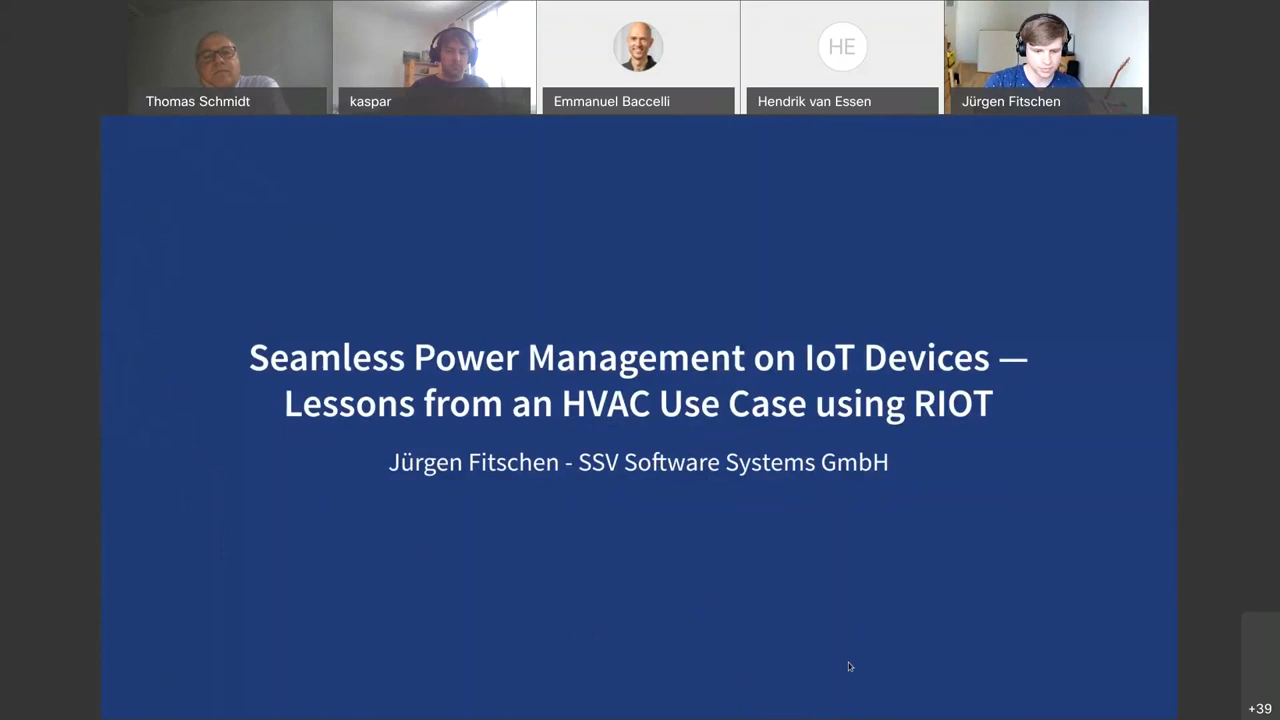 HE
Thomas Schmidt
kaspar
Emmanuel Baccelli
Hendrik van Essen
Jürgen Fitschen
Seamless Power Management on IoT Devices —
Lessons from an HVAC Use Case using RIOT
Jürgen Fitschen - SSV Software Systems GmbH
+39